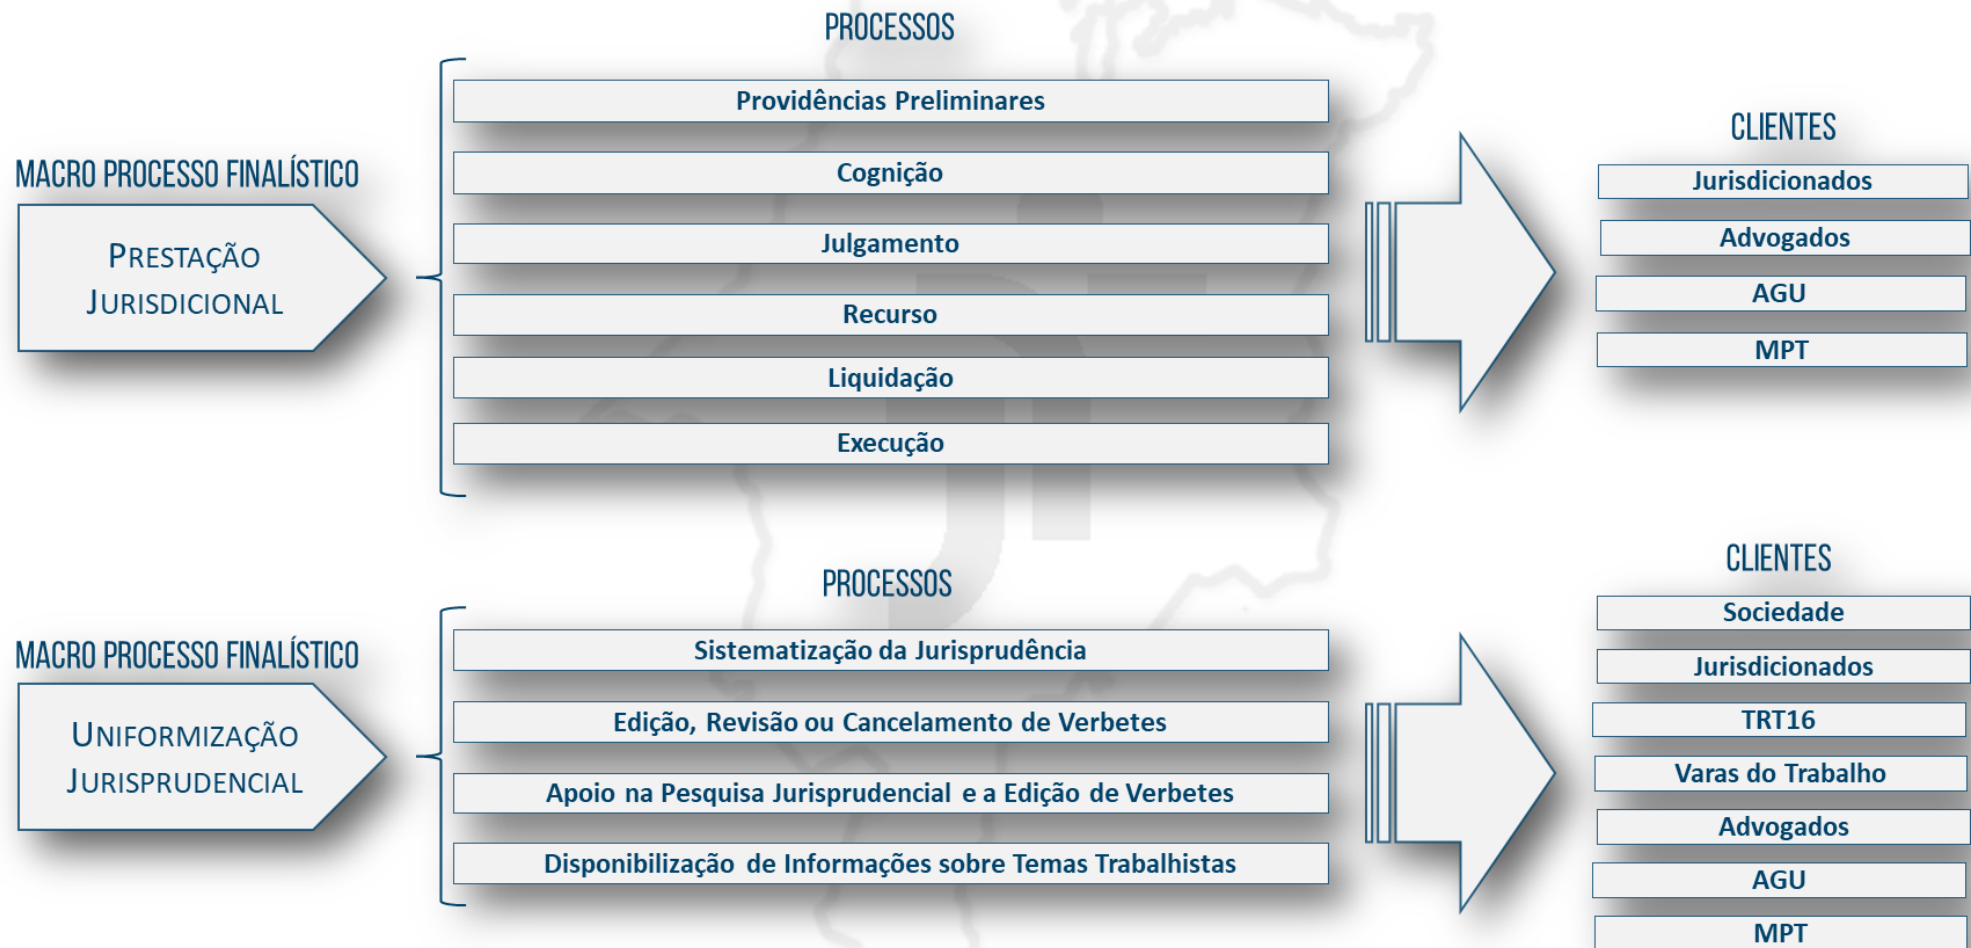 PROCESSOS
Providências Preliminares
Cognição
Julgamento
Recurso
Liquidação
Execução
MACRO PROCESSO FINALÍSTICO
PRESTAÇÃO
JURISDICIONAL
CLIENTES
Jurisdicionados
Advogados
AGU
MPT
PROCESSOS
Sistematização da Jurisprudência
Edição, Revisão ou Cancelamento de Verbetes
Apoio na Pesquisa Jurisprudencial e a Edição de Verbetes
Disponibilização de Informações sobre Temas Trabalhistas
MACRO PROCESSO FINALÍSTICO
UNIFORMIZAÇÃO
JURISPRUDENCIAL
CLIENTES
Sociedade
Jurisdicionados
TRT16
Varas do Trabalho
Advogados
AGU
MPT